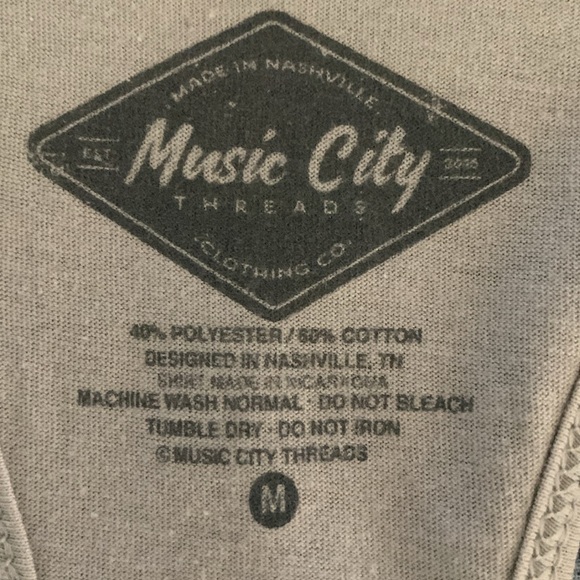 MADE IN NASHVILLE
EST. 2015
Music City
THREADS
CLOTHING CO.
40% POLYESTER / 60% COTTON
DESIGNED IN NASHVILLE, TN
SHIRT MADE IN NICARAGUA
MACHINE WASH NORMAL · DO NOT BLEACH
TUMBLE DRY · DO NOT IRON
© MUSIC CITY THREADS
M